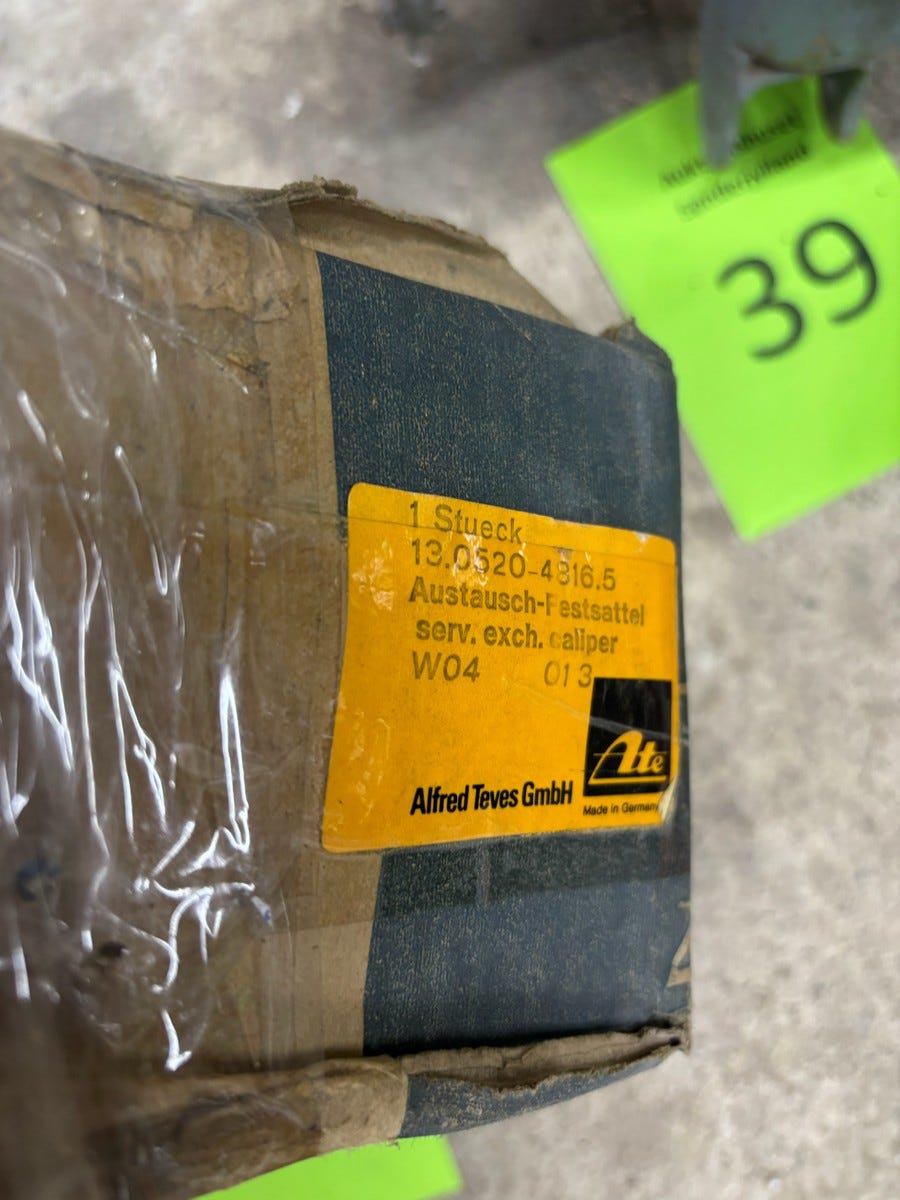 39
1 Stueck
13.0520-4816.5
Austausch-Festsattel
serv. exch. caliper
W04 013
Ate
Alfred Teves GmbH
Made in Germany